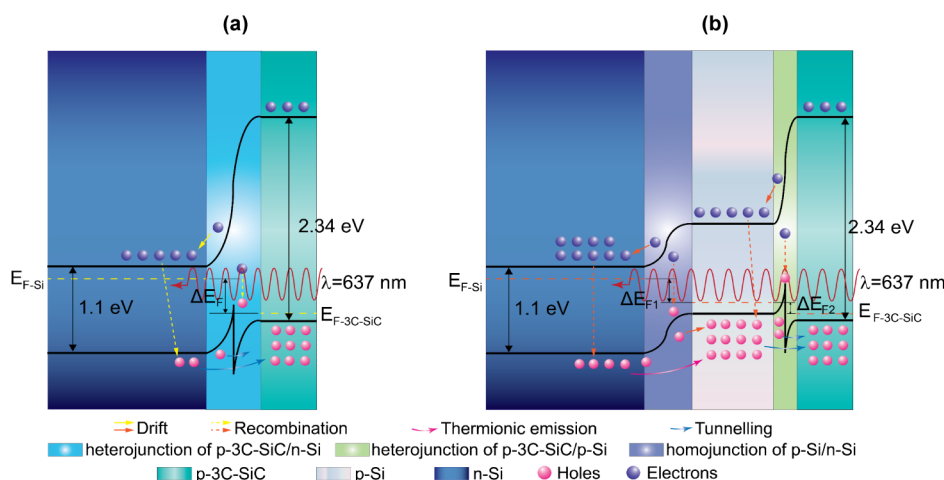 (a)
(b)
2.34 eV
2.34 eV
E_F-Si
1.1 eV
ΔE_F
λ=637 nm
E_F-3C-SiC
E_F-Si
1.1 eV
ΔE_F1
ΔE_F2
λ=637 nm
E_F-3C-SiC
Drift Recombination Thermionic emission Tunnelling
heterojunction of p-3C-SiC/n-Si heterojunction of p-3C-SiC/p-Si homojunction of p-Si/n-Si
p-3C-SiC p-Si n-Si Holes Electrons